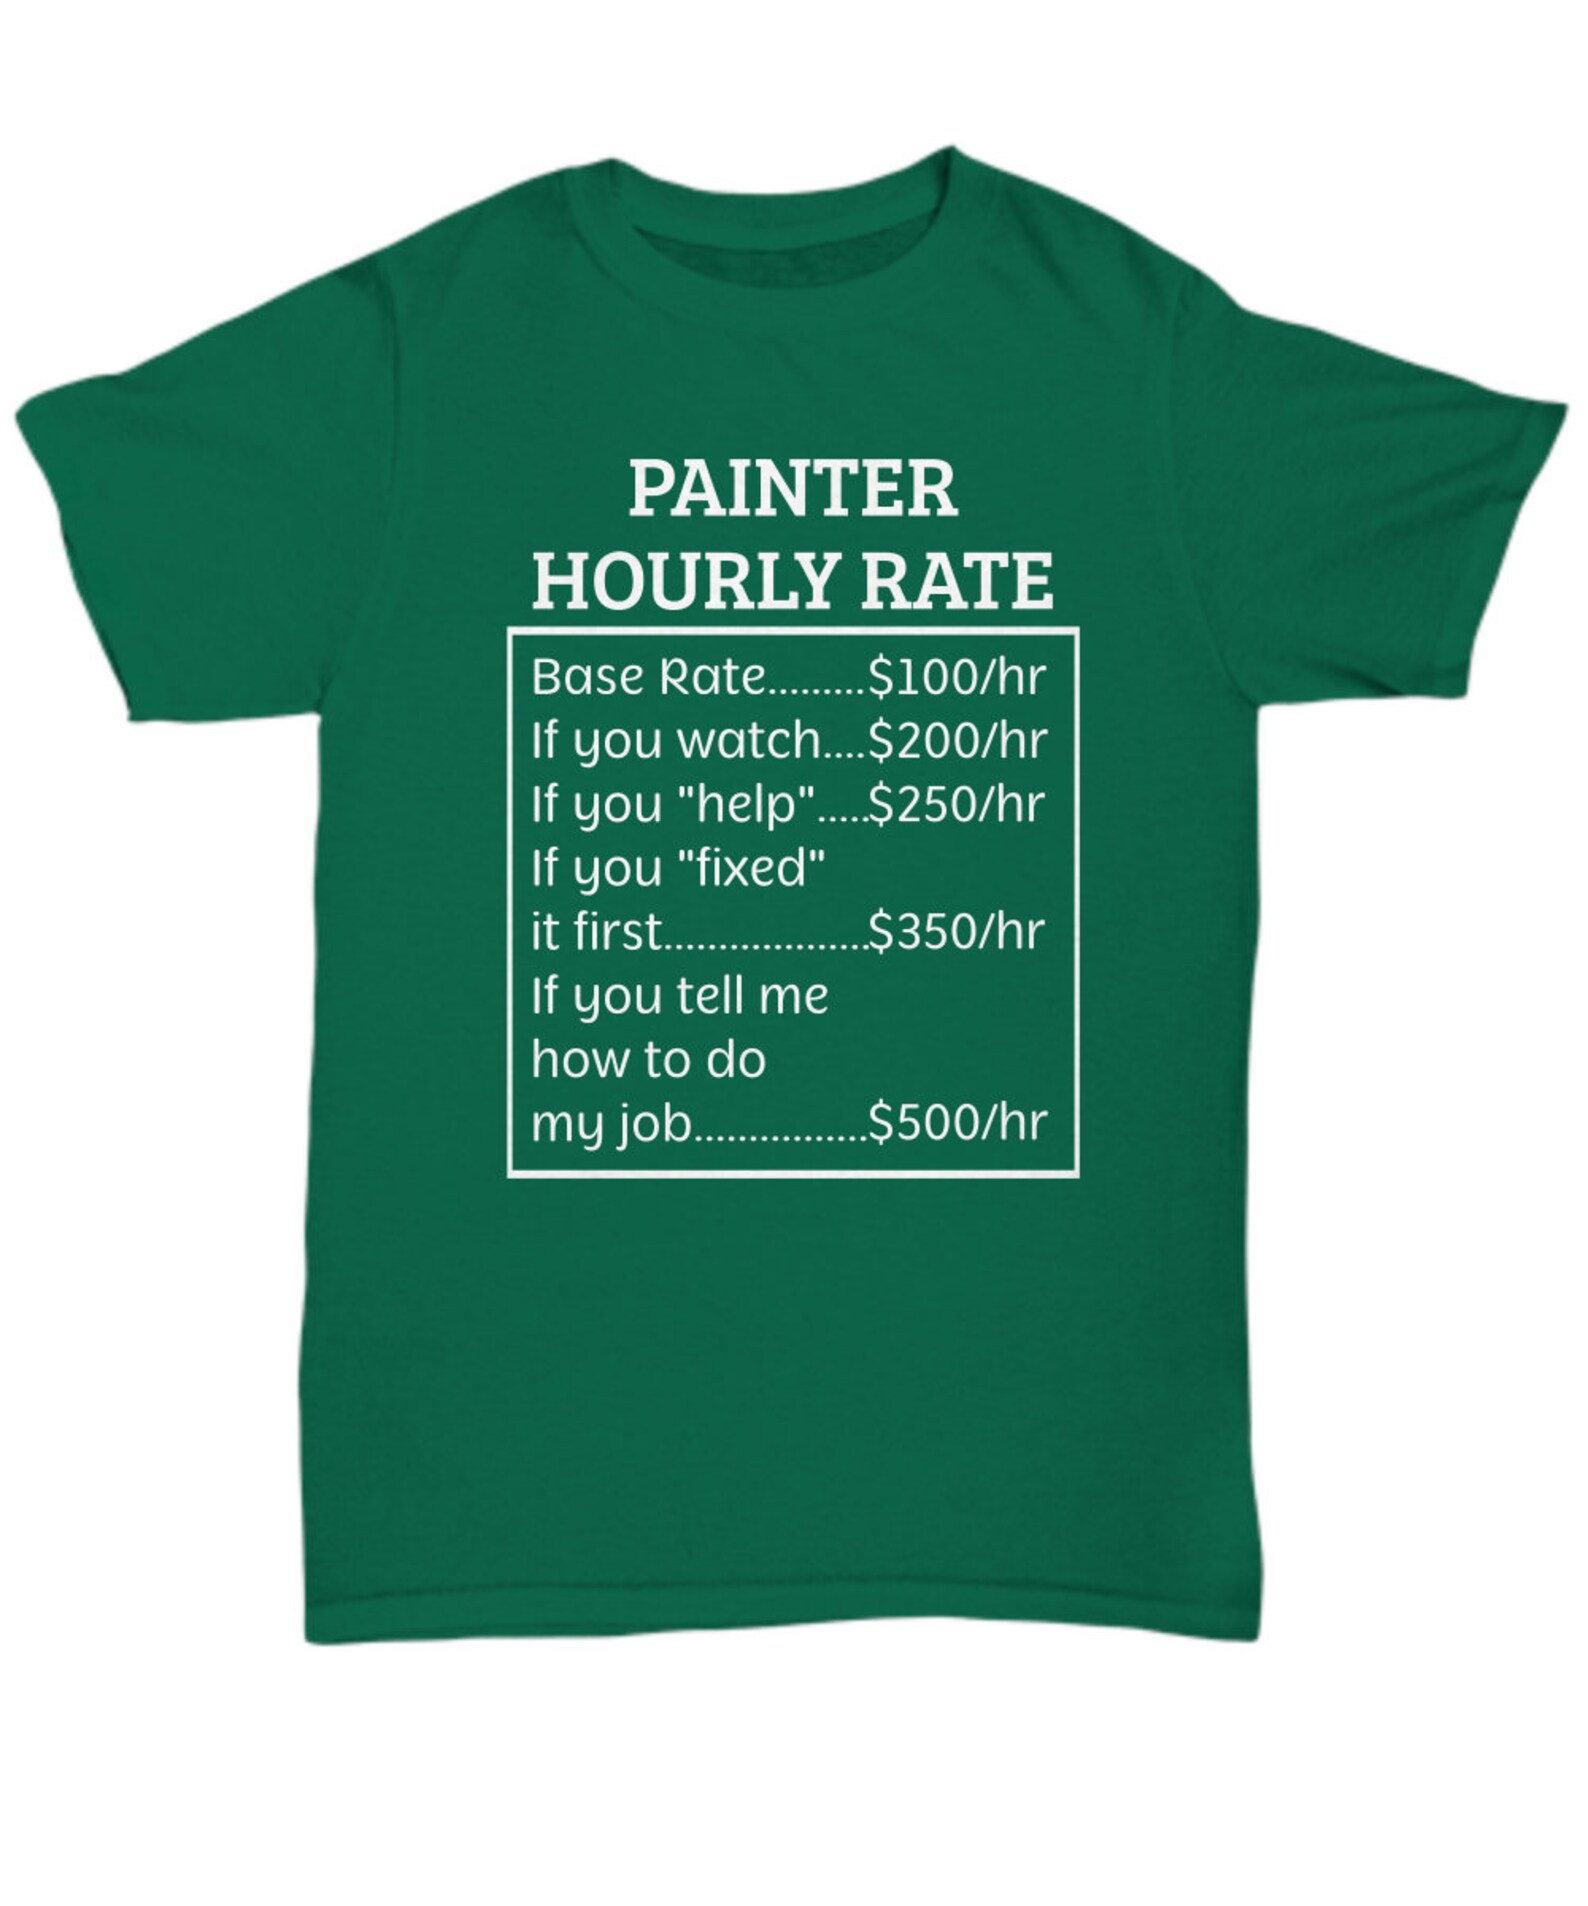 PAINTER
HOURLY RATE
Base Rate.........$100/hr
If you watch....$200/hr
If you "help".....$250/hr
If you "fixed"
it first...................$350/hr
If you tell me
how to do
my job................$500/hr